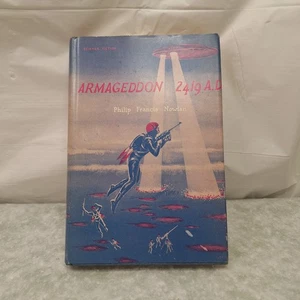 ARMAGEDDON 2419 A.D.
Philip Francis Nowlan